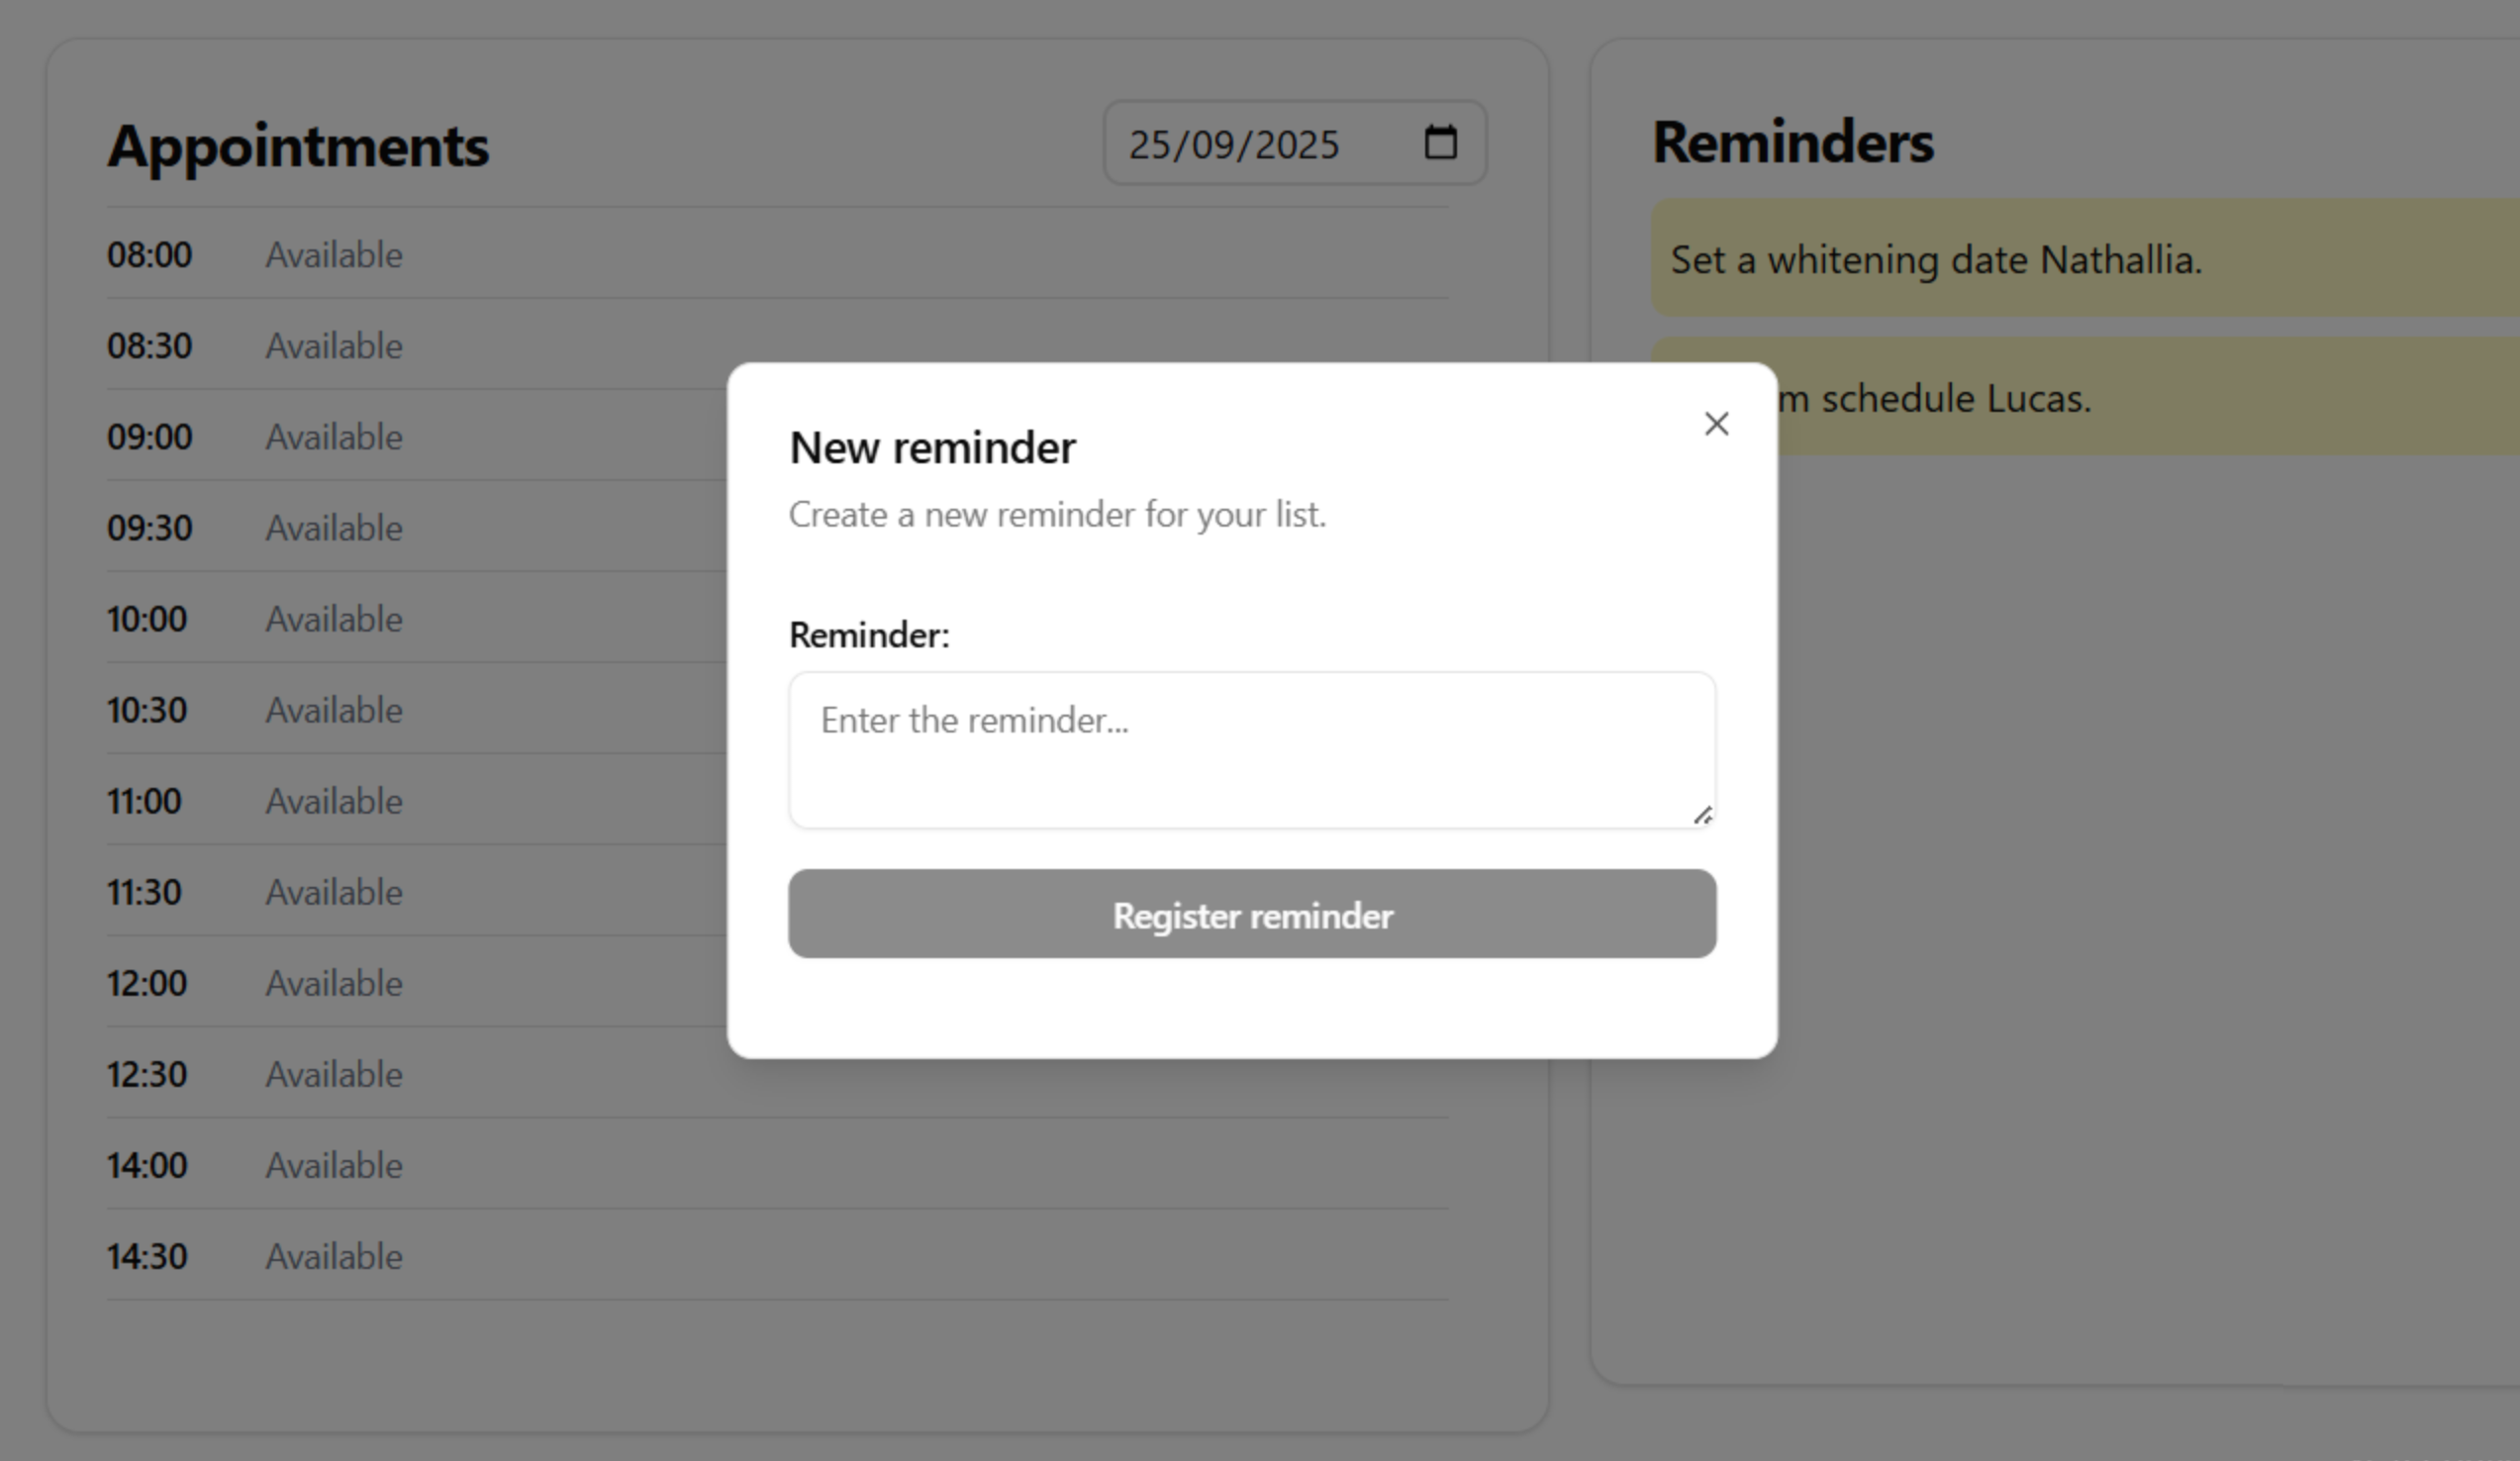 Appointments
25/09/2025
08:00 Available
08:30 Available
09:00 Available
09:30 Available
10:00 Available
10:30 Available
11:00 Available
11:30 Available
12:00 Available
12:30 Available
14:00 Available
14:30 Available
Reminders
Set a whitening date Nathallia.
schedule Lucas.
New reminder
Create a new reminder for your list.
Reminder:
Enter the reminder...
Register reminder